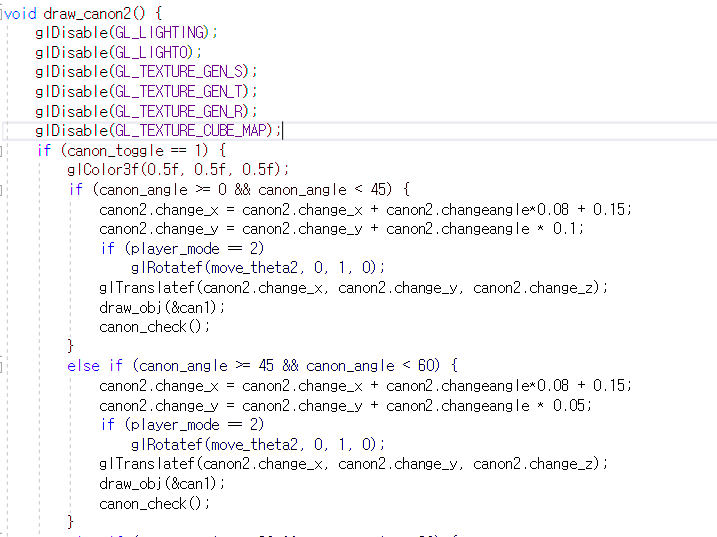 void draw_canon2() {
    glDisable(GL_LIGHTING);
    glDisable(GL_LIGHT0);
    glDisable(GL_TEXTURE_GEN_S);
    glDisable(GL_TEXTURE_GEN_T);
    glDisable(GL_TEXTURE_GEN_R);
    glDisable(GL_TEXTURE_CUBE_MAP);
    if (canon_toggle == 1) {
        glColor3f(0.5f, 0.5f, 0.5f);
        if (canon_angle >= 0 && canon_angle < 45) {
            canon2.change_x = canon2.change_x + canon2.changeangle*0.08 + 0.15;
            canon2.change_y = canon2.change_y + canon2.changeangle * 0.1;
            if (player_mode == 2)
                glRotatef(move_theta2, 0, 1, 0);
            glTranslatef(canon2.change_x, canon2.change_y, canon2.change_z);
            draw_obj(&can1);
            canon_check();
        }
        else if (canon_angle >= 45 && canon_angle < 60) {
            canon2.change_x = canon2.change_x + canon2.changeangle*0.08 + 0.15;
            canon2.change_y = canon2.change_y + canon2.changeangle * 0.05;
            if (player_mode == 2)
                glRotatef(move_theta2, 0, 1, 0);
            glTranslatef(canon2.change_x, canon2.change_y, canon2.change_z);
            draw_obj(&can1);
            canon_check();
        }